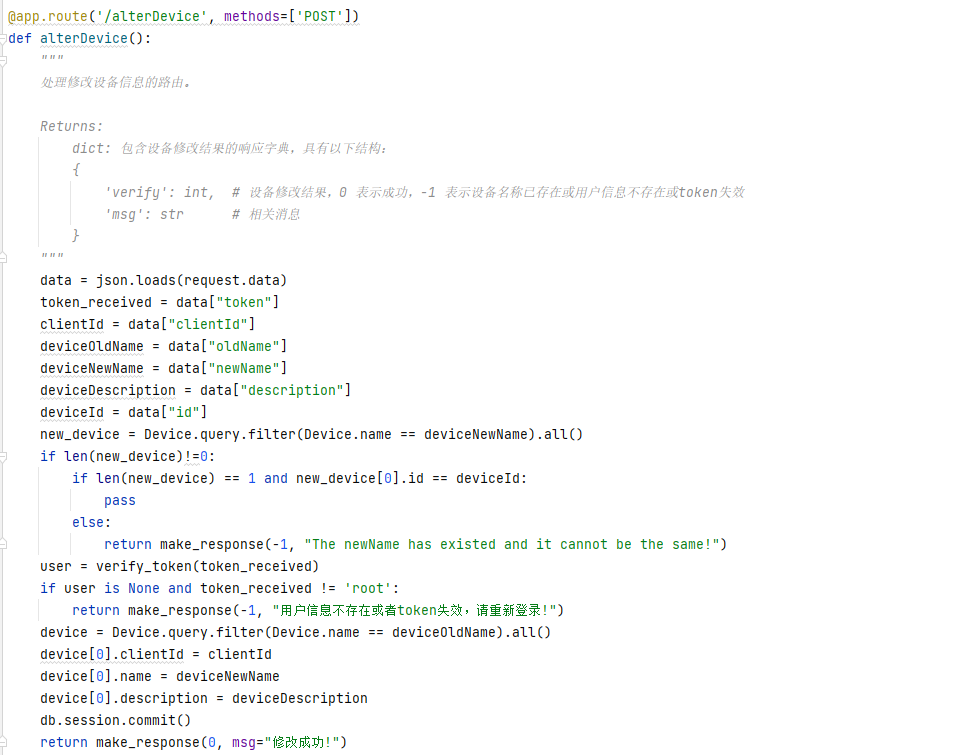 @app.route('/alterDevice', methods=['POST'])
def alterDevice():
    """
    处理修改设备信息的路由。
    Returns:
        dict: 包含设备修改结果的响应字典，具有以下结构：
        {
            'verify': int,  # 设备修改结果，0 表示成功，-1 表示设备名称已存在或用户信息不存在或token失效
            'msg': str      # 相关消息
        }
    """
    data = json.loads(request.data)
    token_received = data["token"]
    clientId = data["clientId"]
    deviceOldName = data["oldName"]
    deviceNewName = data["newName"]
    deviceDescription = data["description"]
    deviceId = data["id"]
    new_device = Device.query.filter(Device.name == deviceNewName).all()
    if len(new_device)!=0:
        if len(new_device) == 1 and new_device[0].id == deviceId:
            pass
        else:
            return make_response(-1, "The newName has existed and it cannot be the same!")
    user = verify_token(token_received)
    if user is None and token_received != 'root':
        return make_response(-1, "用户信息不存在或者token失效，请重新登录!")
    device = Device.query.filter(Device.name == deviceOldName).all()
    device[0].clientId = clientId
    device[0].name = deviceNewName
    device[0].description = deviceDescription
    db.session.commit()
    return make_response(0, msg="修改成功!")